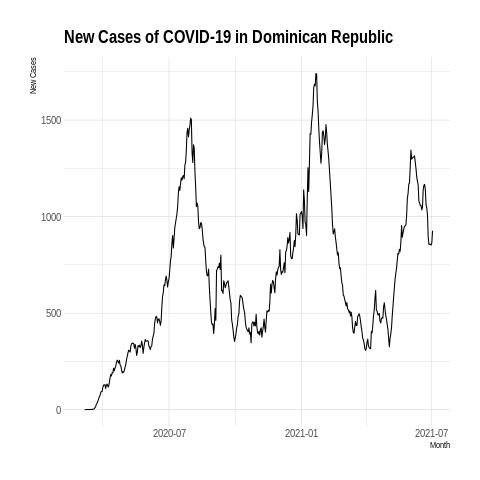 New Cases of COVID-19 in Dominican Republic
New Cases
1500
1000
500
0
2020-07
2021-01
2021-07
Month